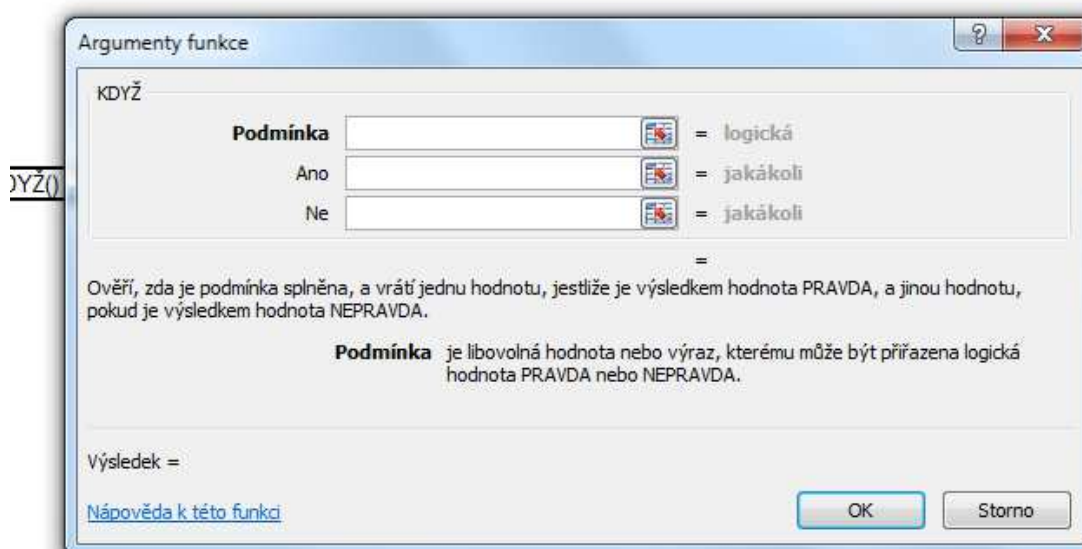 Argumenty funkce
KDYŽ
Podmínka = logická
DYŽ()
Ano = jakákoli
Ne = jakákoli
=
Ověří, zda je podmínka splněna, a vrátí jednu hodnotu, jestliže je výsledkem hodnota PRAVDA, a jinou hodnotu,
pokud je výsledkem hodnota NEPRAVDA.
Podmínka je libovolná hodnota nebo výraz, kterému může být přiřazena logická
hodnota PRAVDA nebo NEPRAVDA.
Výsledek =
Nápověda k této funkci
OK Storno